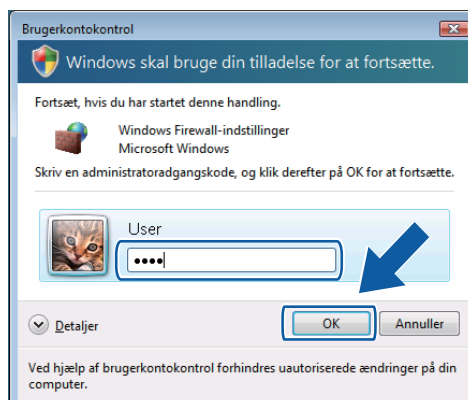 Brugerkontokontrol
Windows skal bruge din tilladelse for at fortsætte.
Fortsæt, hvis du har startet denne handling.
Windows Firewall-indstillinger
Microsoft Windows
Skriv en administratoradgangskode, og klik derefter på OK for at fortsætte.
User
••••
Detaljer
OK
Annuller
Ved hjælp af brugerkontokontrol forhindres uautoriserede ændringer på din
computer.